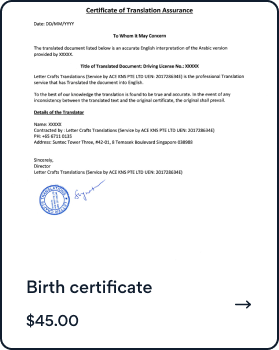 Certificate of Translation Assurance
Date: DD/MM/YYYY
To Whom It May Concern
The translated document listed below is an accurate English interpretation of the Arabic version
provided by XXXXX.
Title of Translated Document: Driving License No.: XXXXX
Letter Crafts Translations (Service by ACE KNS PTE LTD UEN: 201728634E) is the professional Translation
service that has Translated the document into English.
To the best of our knowledge the translation is found to be true and accurate. In the event of any
inconsistency between the translated text and the original certificate, the original shall prevail.
Details of the Translator
Name: XXXXX
Contracted by : Letter Crafts Translations (Service by ACE KNS PTE LTD UEN: 201728634E)
PH: +65 6711 0133
Address: Suntec Tower Three, #42-01, 8 Temasek Boulevard Singapore 038988
Sincerely,
Director
Letter Crafts Translations (Service by ACE KNS PTE LTD UEN: 201728634E)
Birth certificate
$45.00